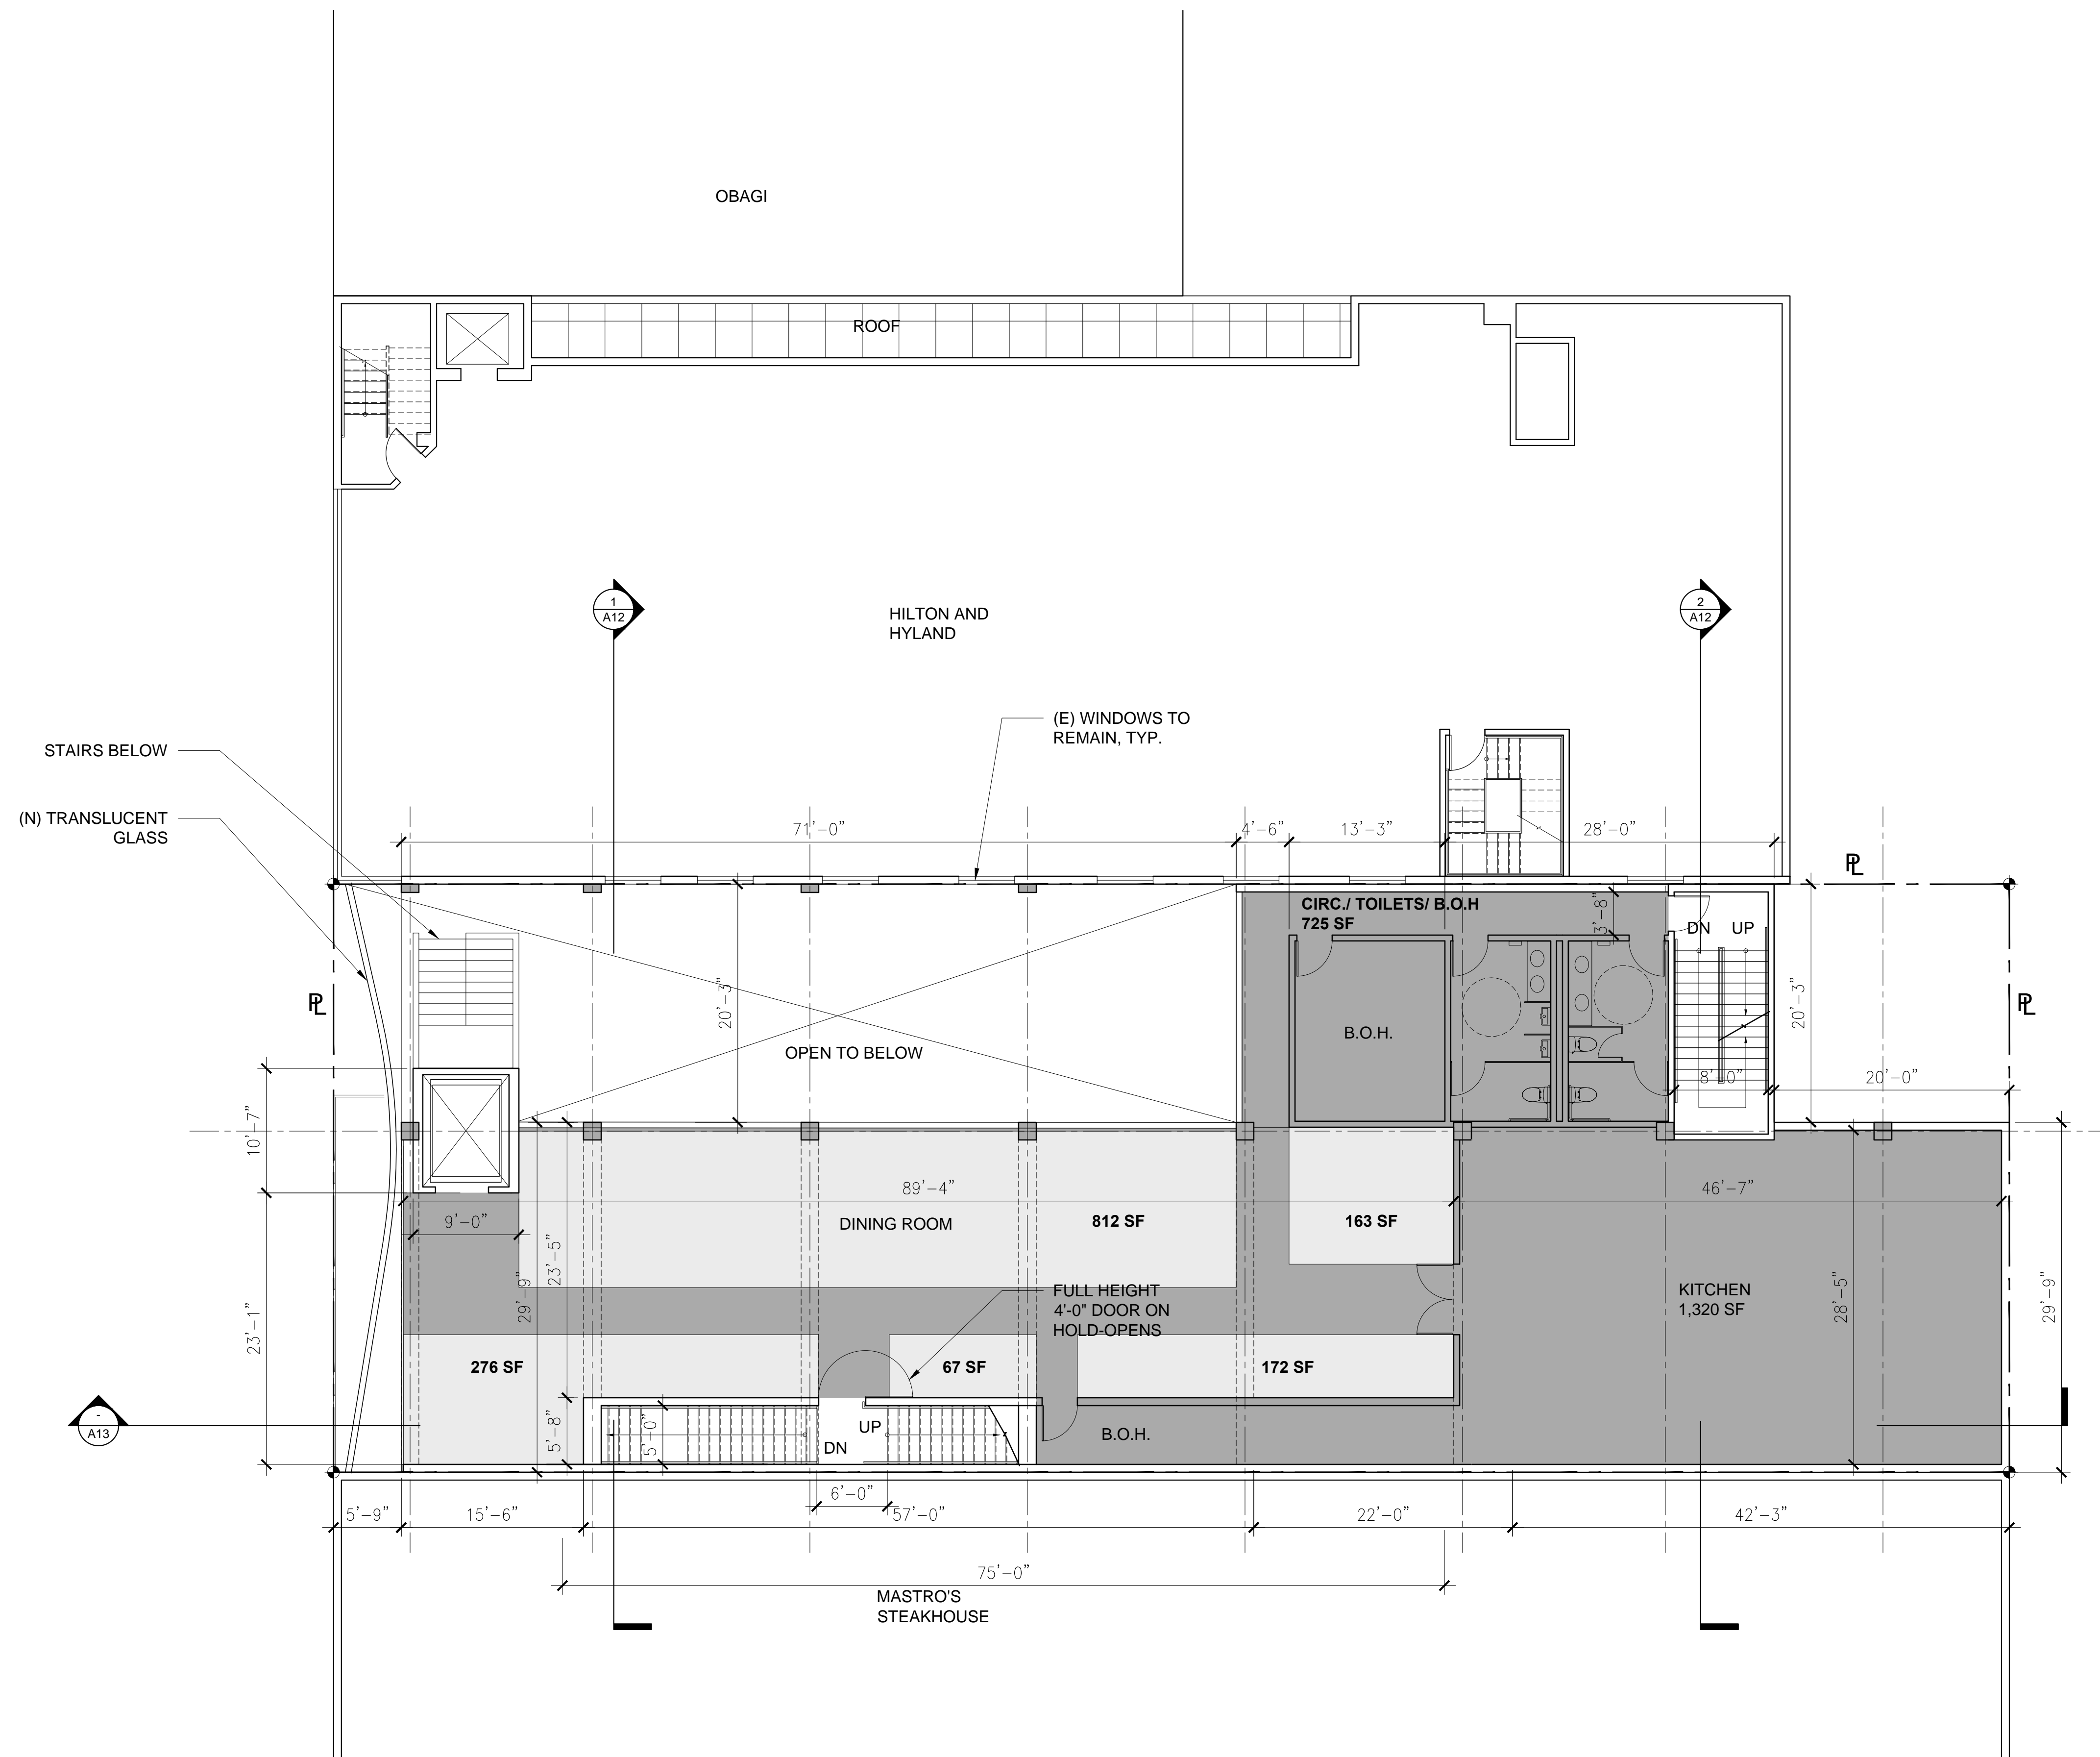 OBAGI
ROOF
1
A12
2
A12
HILTON AND
HYLAND
(E) WINDOWS TO
REMAIN, TYP.
STAIRS BELOW
(N) TRANSLUCENT
GLASS
71'-0"
4'-6"
13'-3"
28'-0"
PL
CIRC./ TOILETS/ B.O.H
725 SF
3'-8"
DN
UP
PL
20'-3"
20'-3"
PL
B.O.H.
OPEN TO BELOW
8'-0"
20'-0"
10'-7"
89'-4"
46'-7"
9'-0"
DINING ROOM
812 SF
163 SF
23'-5"
29'-9"
FULL HEIGHT
4'-0" DOOR ON
HOLD-OPENS
KITCHEN
1,320 SF
28'-5"
29'-9"
23'-1"
276 SF
67 SF
172 SF
-
A13
5'-8"
5'-0"
UP
DN
B.O.H.
6'-0"
5'-9"
15'-6"
57'-0"
22'-0"
42'-3"
75'-0"
MASTRO'S
STEAKHOUSE